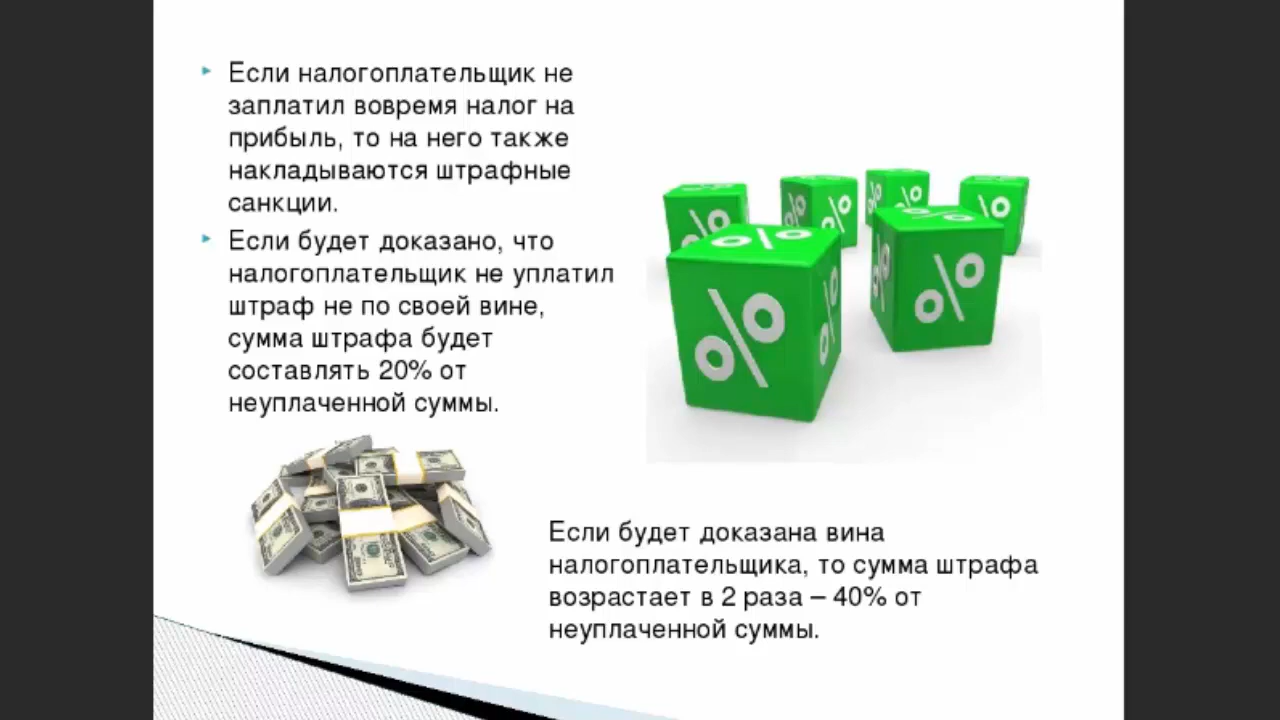 Если налогоплательщик не
заплатил вовремя налог на
прибыль, то на него также
накладываются штрафные
санкции.
Если будет доказано, что
налогоплательщик не уплатил
штраф не по своей вине,
сумма штрафа будет
составлять 20% от
неуплаченной суммы.
Если будет доказана вина
налогоплательщика, то сумма штрафа
возрастает в 2 раза – 40% от
неуплаченной суммы.